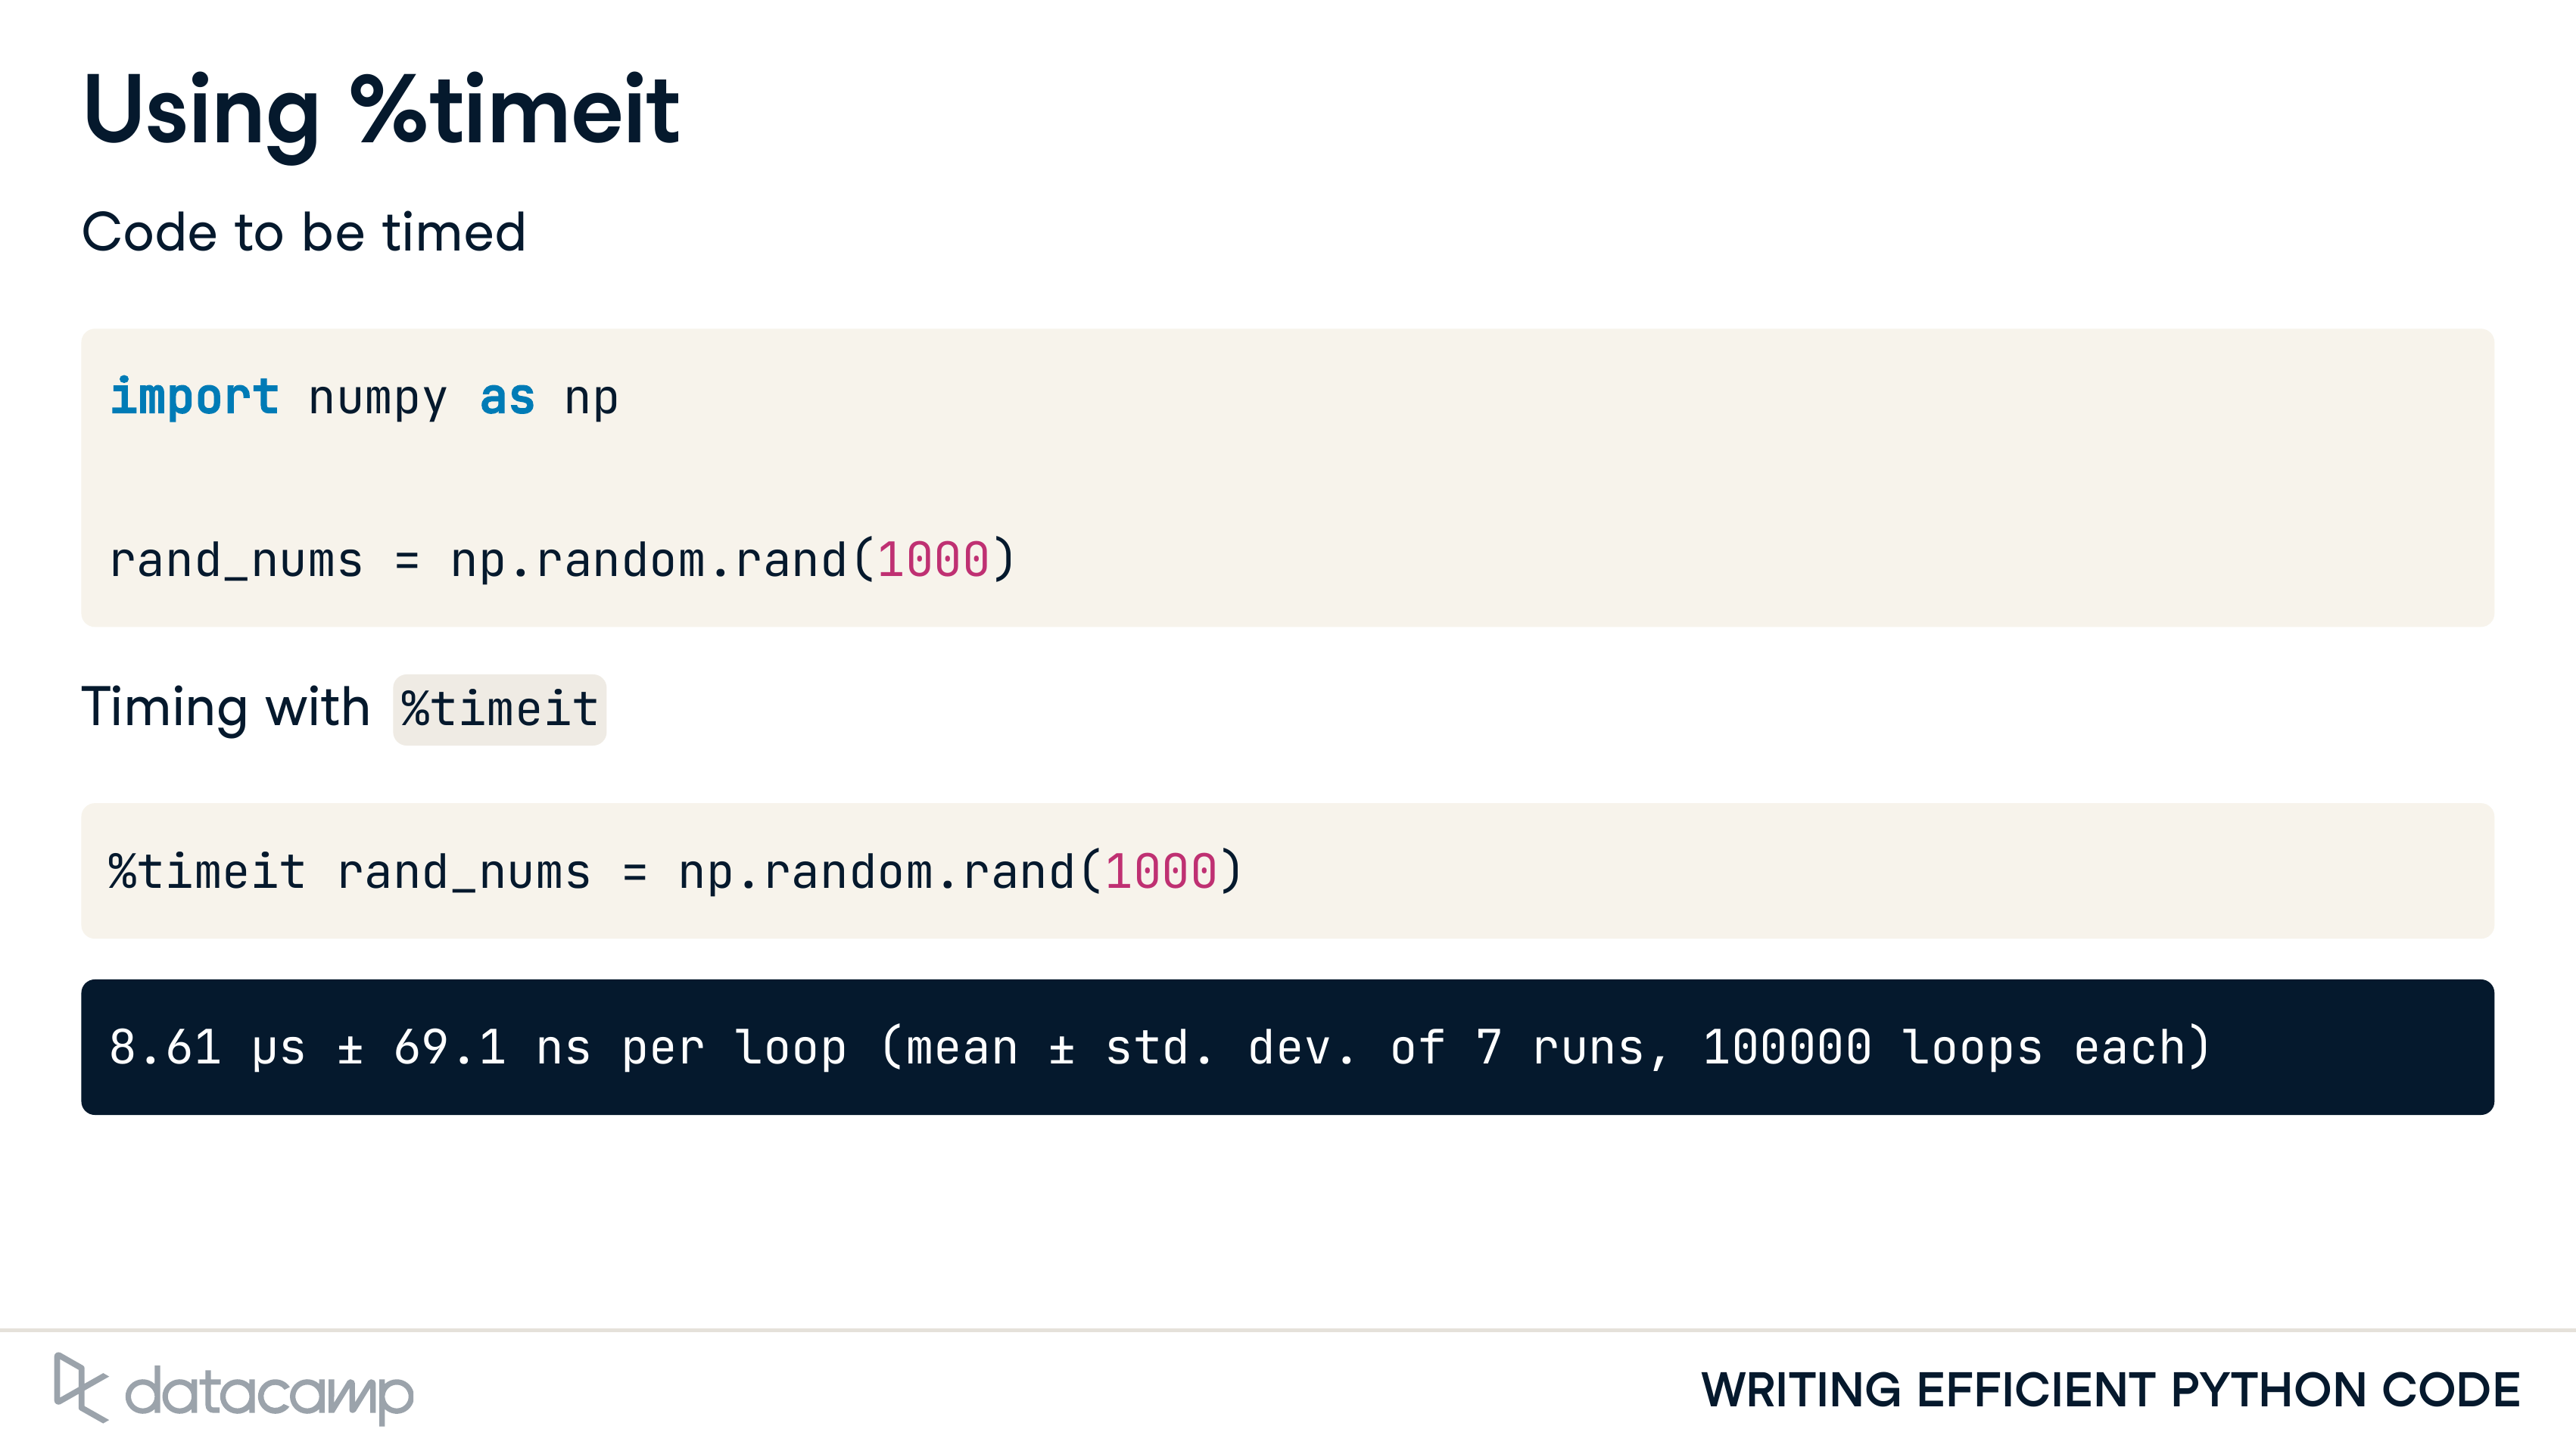 Using %timeit
Code to be timed
import numpy as np
rand_nums = np.random.rand(1000)
Timing with %timeit
%timeit rand_nums = np.random.rand(1000)
8.61 µs ± 69.1 ns per loop (mean ± std. dev. of 7 runs, 100000 loops each)
datacamp
WRITING EFFICIENT PYTHON CODE